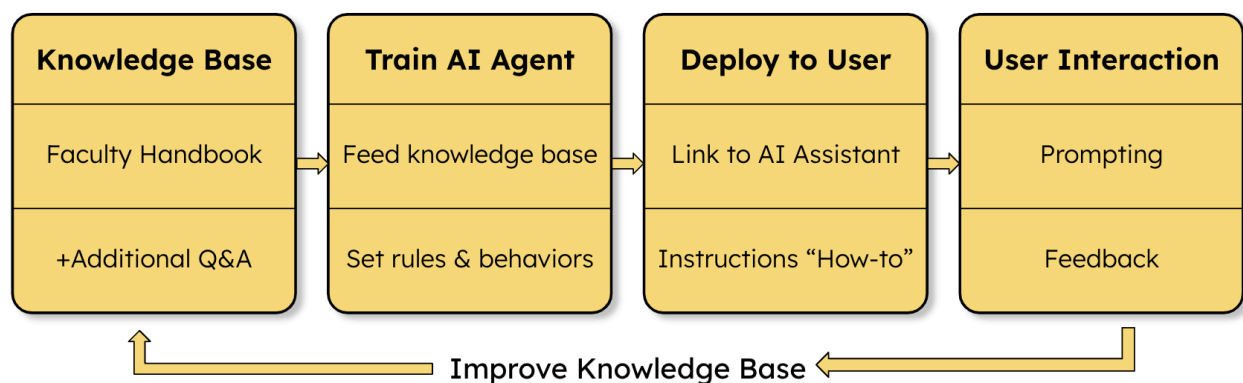 Knowledge Base
Faculty Handbook
+Additional Q&A
Train AI Agent
Feed knowledge base
Set rules & behaviors
Deploy to User
Link to AI Assistant
Instructions “How-to”
User Interaction
Prompting
Feedback
Improve Knowledge Base